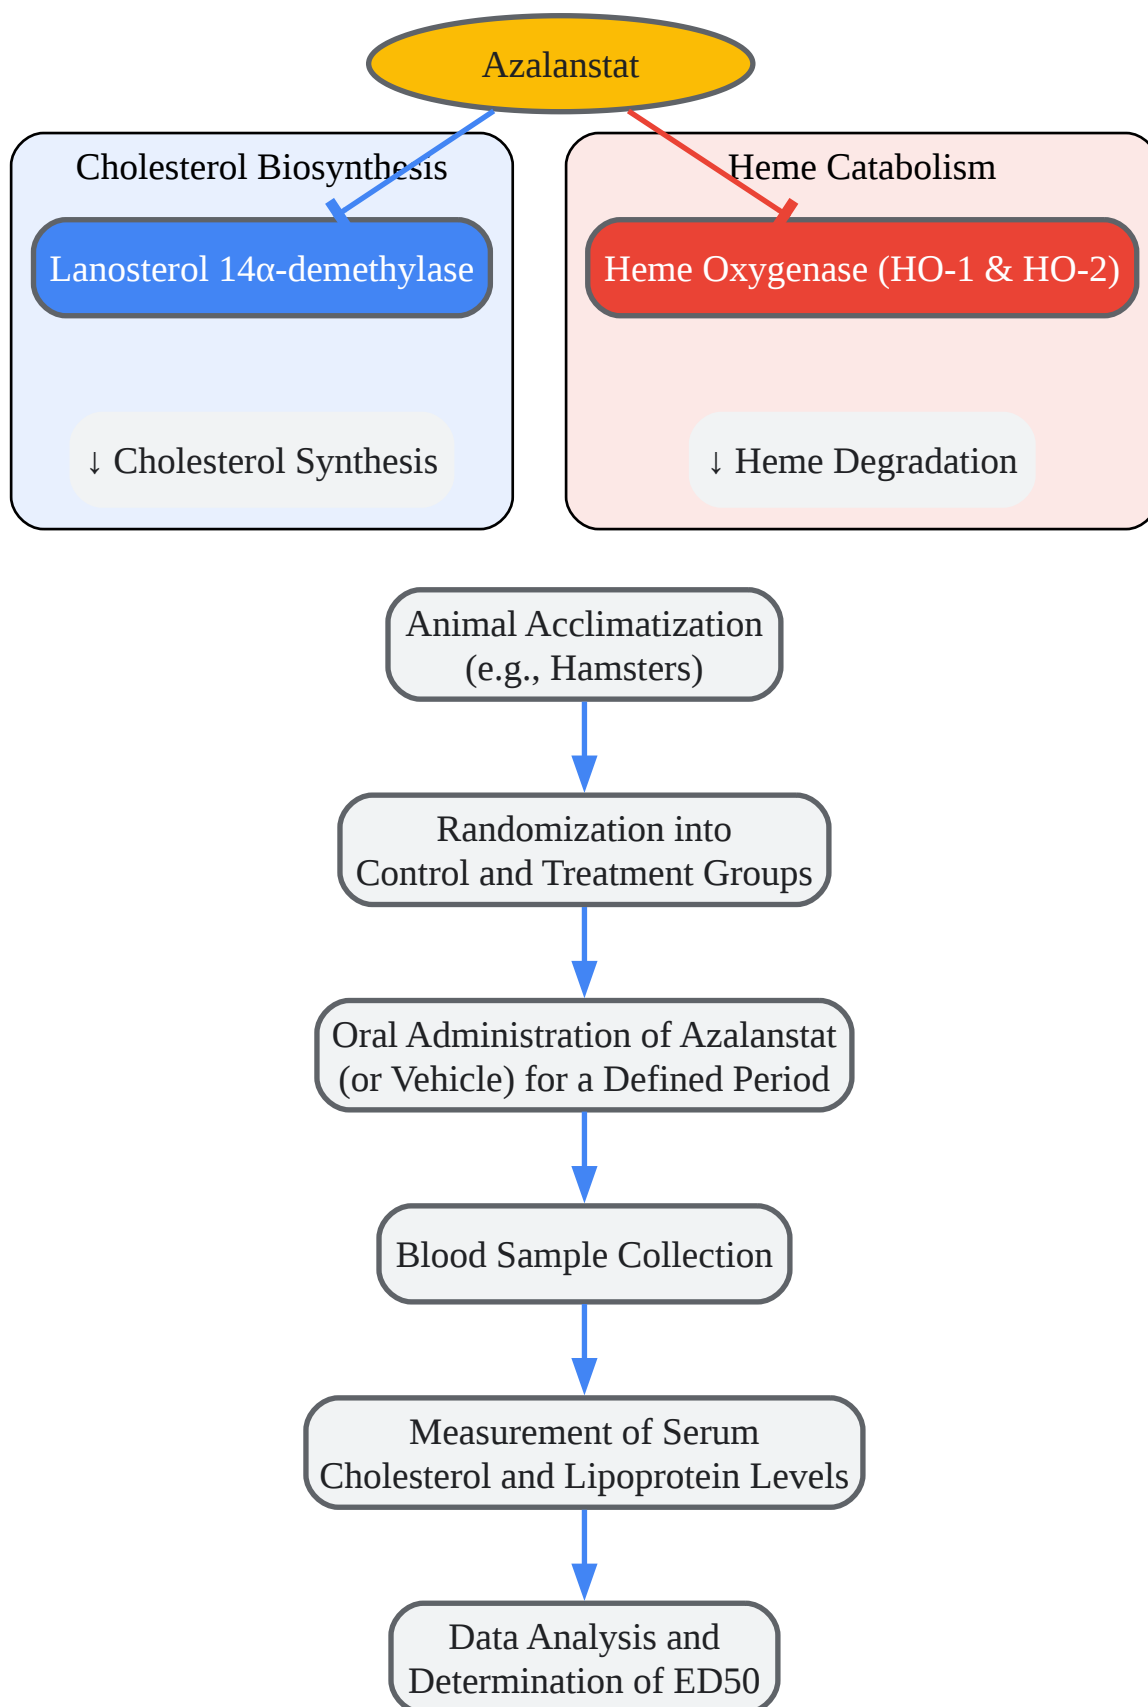 Azalanstat
Cholesterol Biosynthesis
Heme Catabolism
Lanosterol 14α-demethylase
Heme Oxygenase (HO-1 & HO-2)
↓ Cholesterol Synthesis
↓ Heme Degradation
Animal Acclimatization
(e.g., Hamsters)
Randomization into
Control and Treatment Groups
Oral Administration of Azalanstat
(or Vehicle) for a Defined Period
Blood Sample Collection
Measurement of Serum
Cholesterol and Lipoprotein Levels
Data Analysis and
Determination of ED50